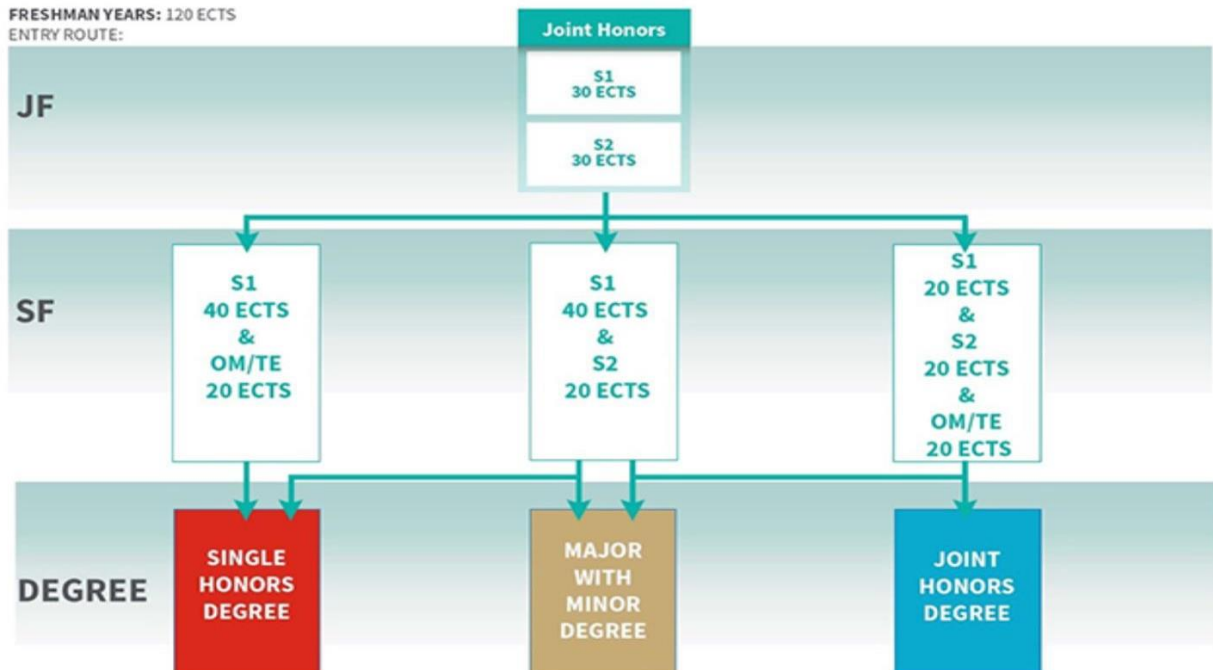 FRESHMAN YEARS: 120 ECTS
ENTRY ROUTE:
Joint Honors
JF
S1
30 ECTS
S2
30 ECTS
SF
S1
40 ECTS
&
OM/TE
20 ECTS
S1
40 ECTS
&
S2
20 ECTS
S1
20 ECTS
&
S2
20 ECTS
&
OM/TE
20 ECTS
DEGREE
SINGLE
HONORS
DEGREE
MAJOR
WITH
MINOR
DEGREE
JOINT
HONORS
DEGREE